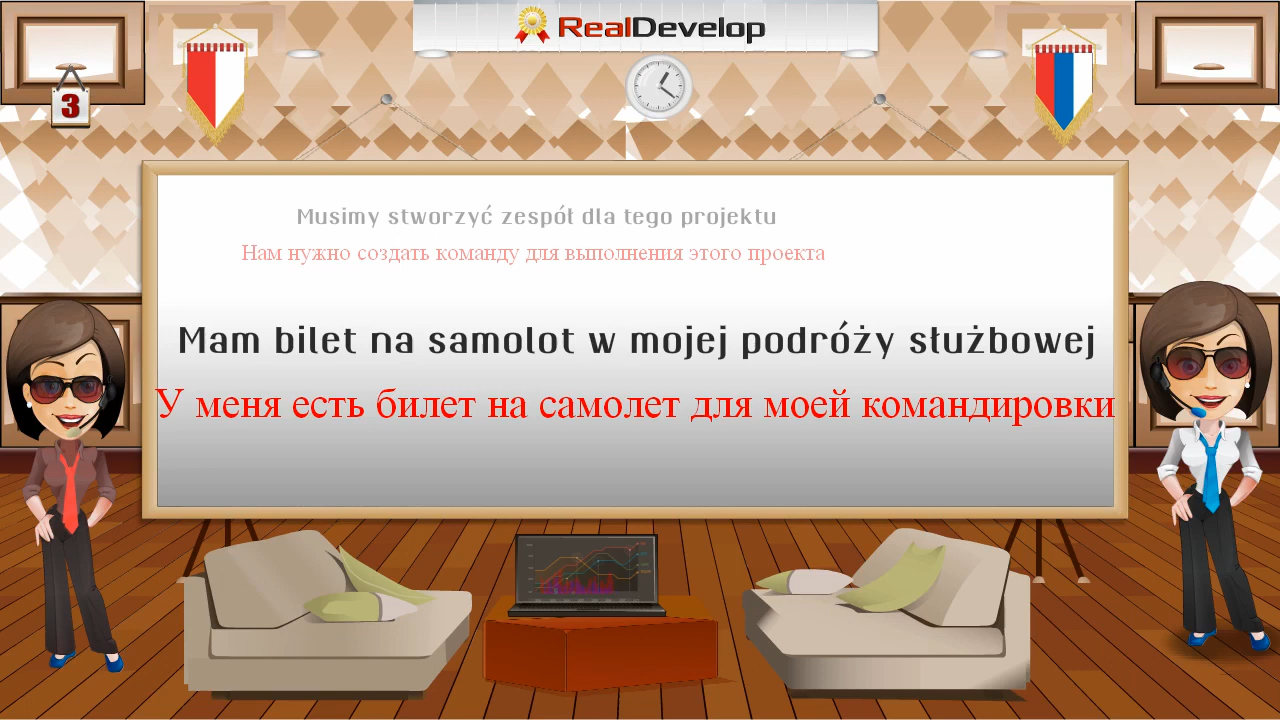 RealDevelop
3
Musimy stworzyć zespół dla tego projektu
Нам нужно создать команду для выполнения этого проекта
Mam bilet na samolot w mojej podróży służbowej
У меня есть билет на самолет для моей командировки